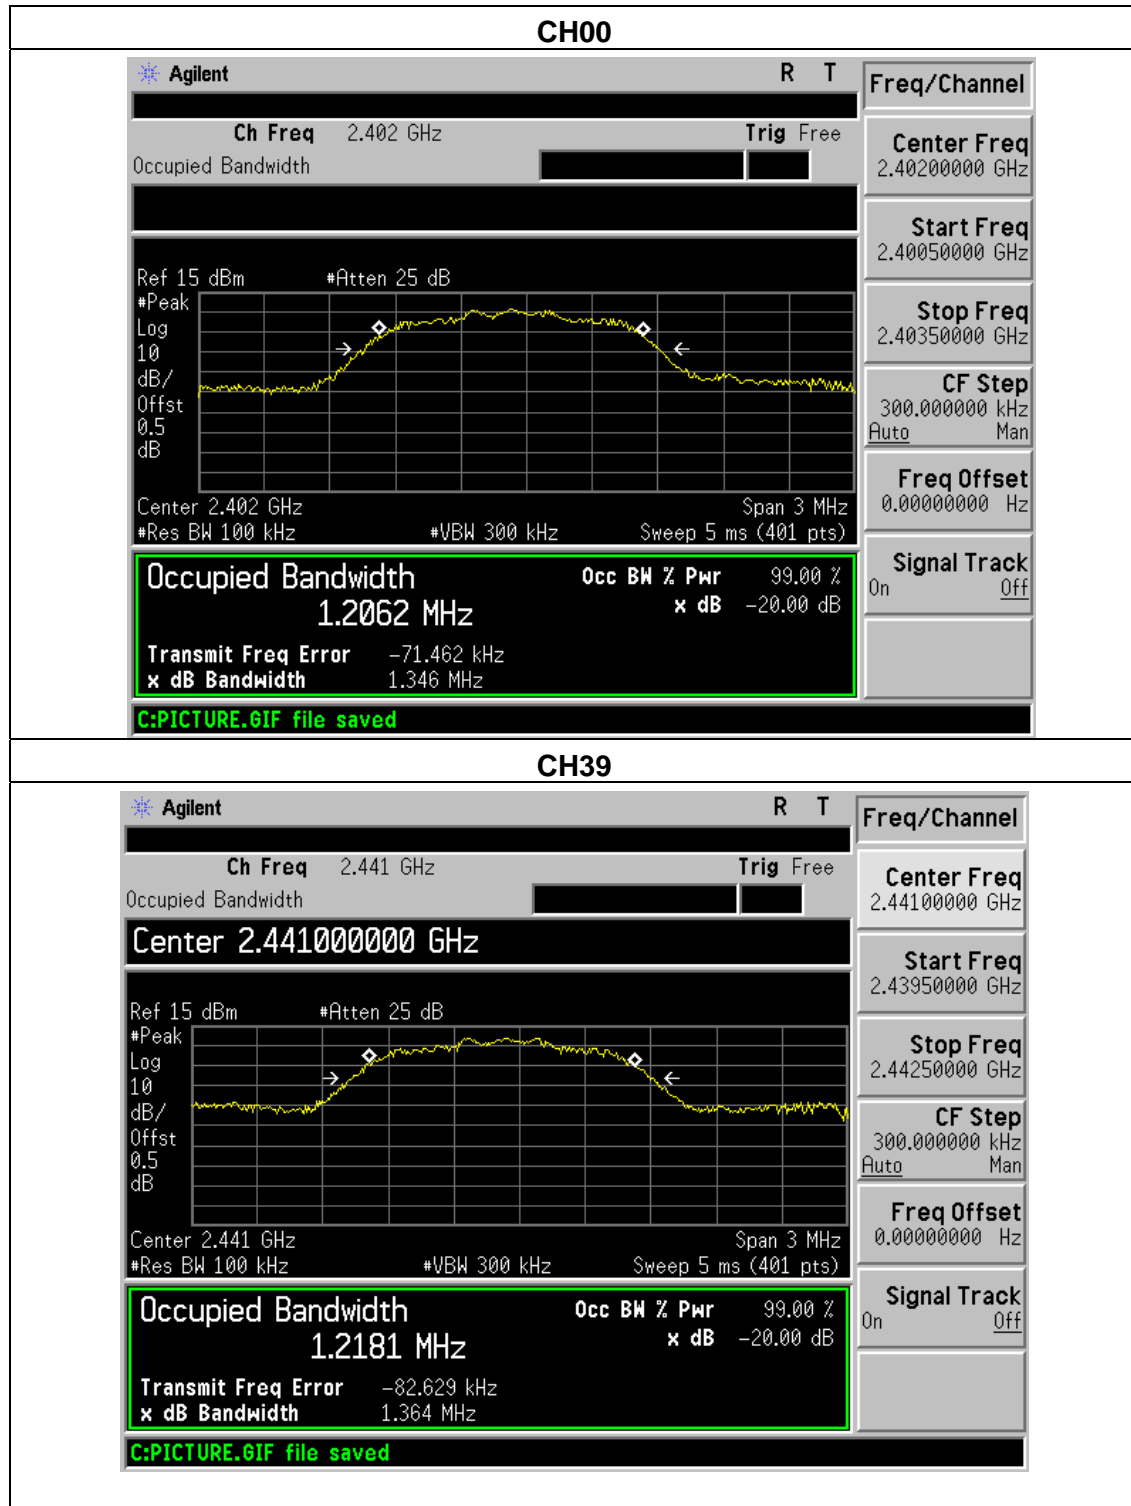 CH00
Agilent R T
Freq/Channel
Ch Freq 2.402 GHz Trig Free
Occupied Bandwidth
Center Freq
2.40200000 GHz
Start Freq
2.40050000 GHz
Stop Freq
2.40350000 GHz
CF Step
300.000000 kHz
Auto Man
Freq Offset
0.00000000 Hz
Signal Track
On Off
Ref 15 dBm #Atten 25 dB
#Peak
Log
10
dB/
Offst
0.5
dB
Center 2.402 GHz Span 3 MHz
#Res BW 100 kHz #VBW 300 kHz Sweep 5 ms (401 pts)
Occupied Bandwidth Occ BW % Pwr 99.00 %
1.2062 MHz x dB -20.00 dB
Transmit Freq Error -71.462 kHz
x dB Bandwidth 1.346 MHz
C:PICTURE.GIF file saved
CH39
Agilent R T
Freq/Channel
Ch Freq 2.441 GHz Trig Free
Occupied Bandwidth
Center 2.441000000 GHz
Center Freq
2.44100000 GHz
Start Freq
2.43950000 GHz
Stop Freq
2.44250000 GHz
CF Step
300.000000 kHz
Auto Man
Freq Offset
0.00000000 Hz
Signal Track
On Off
Ref 15 dBm #Atten 25 dB
#Peak
Log
10
dB/
Offst
0.5
dB
Center 2.441 GHz Span 3 MHz
#Res BW 100 kHz #VBW 300 kHz Sweep 5 ms (401 pts)
Occupied Bandwidth Occ BW % Pwr 99.00 %
1.2181 MHz x dB -20.00 dB
Transmit Freq Error -82.629 kHz
x dB Bandwidth 1.364 MHz
C:PICTURE.GIF file saved